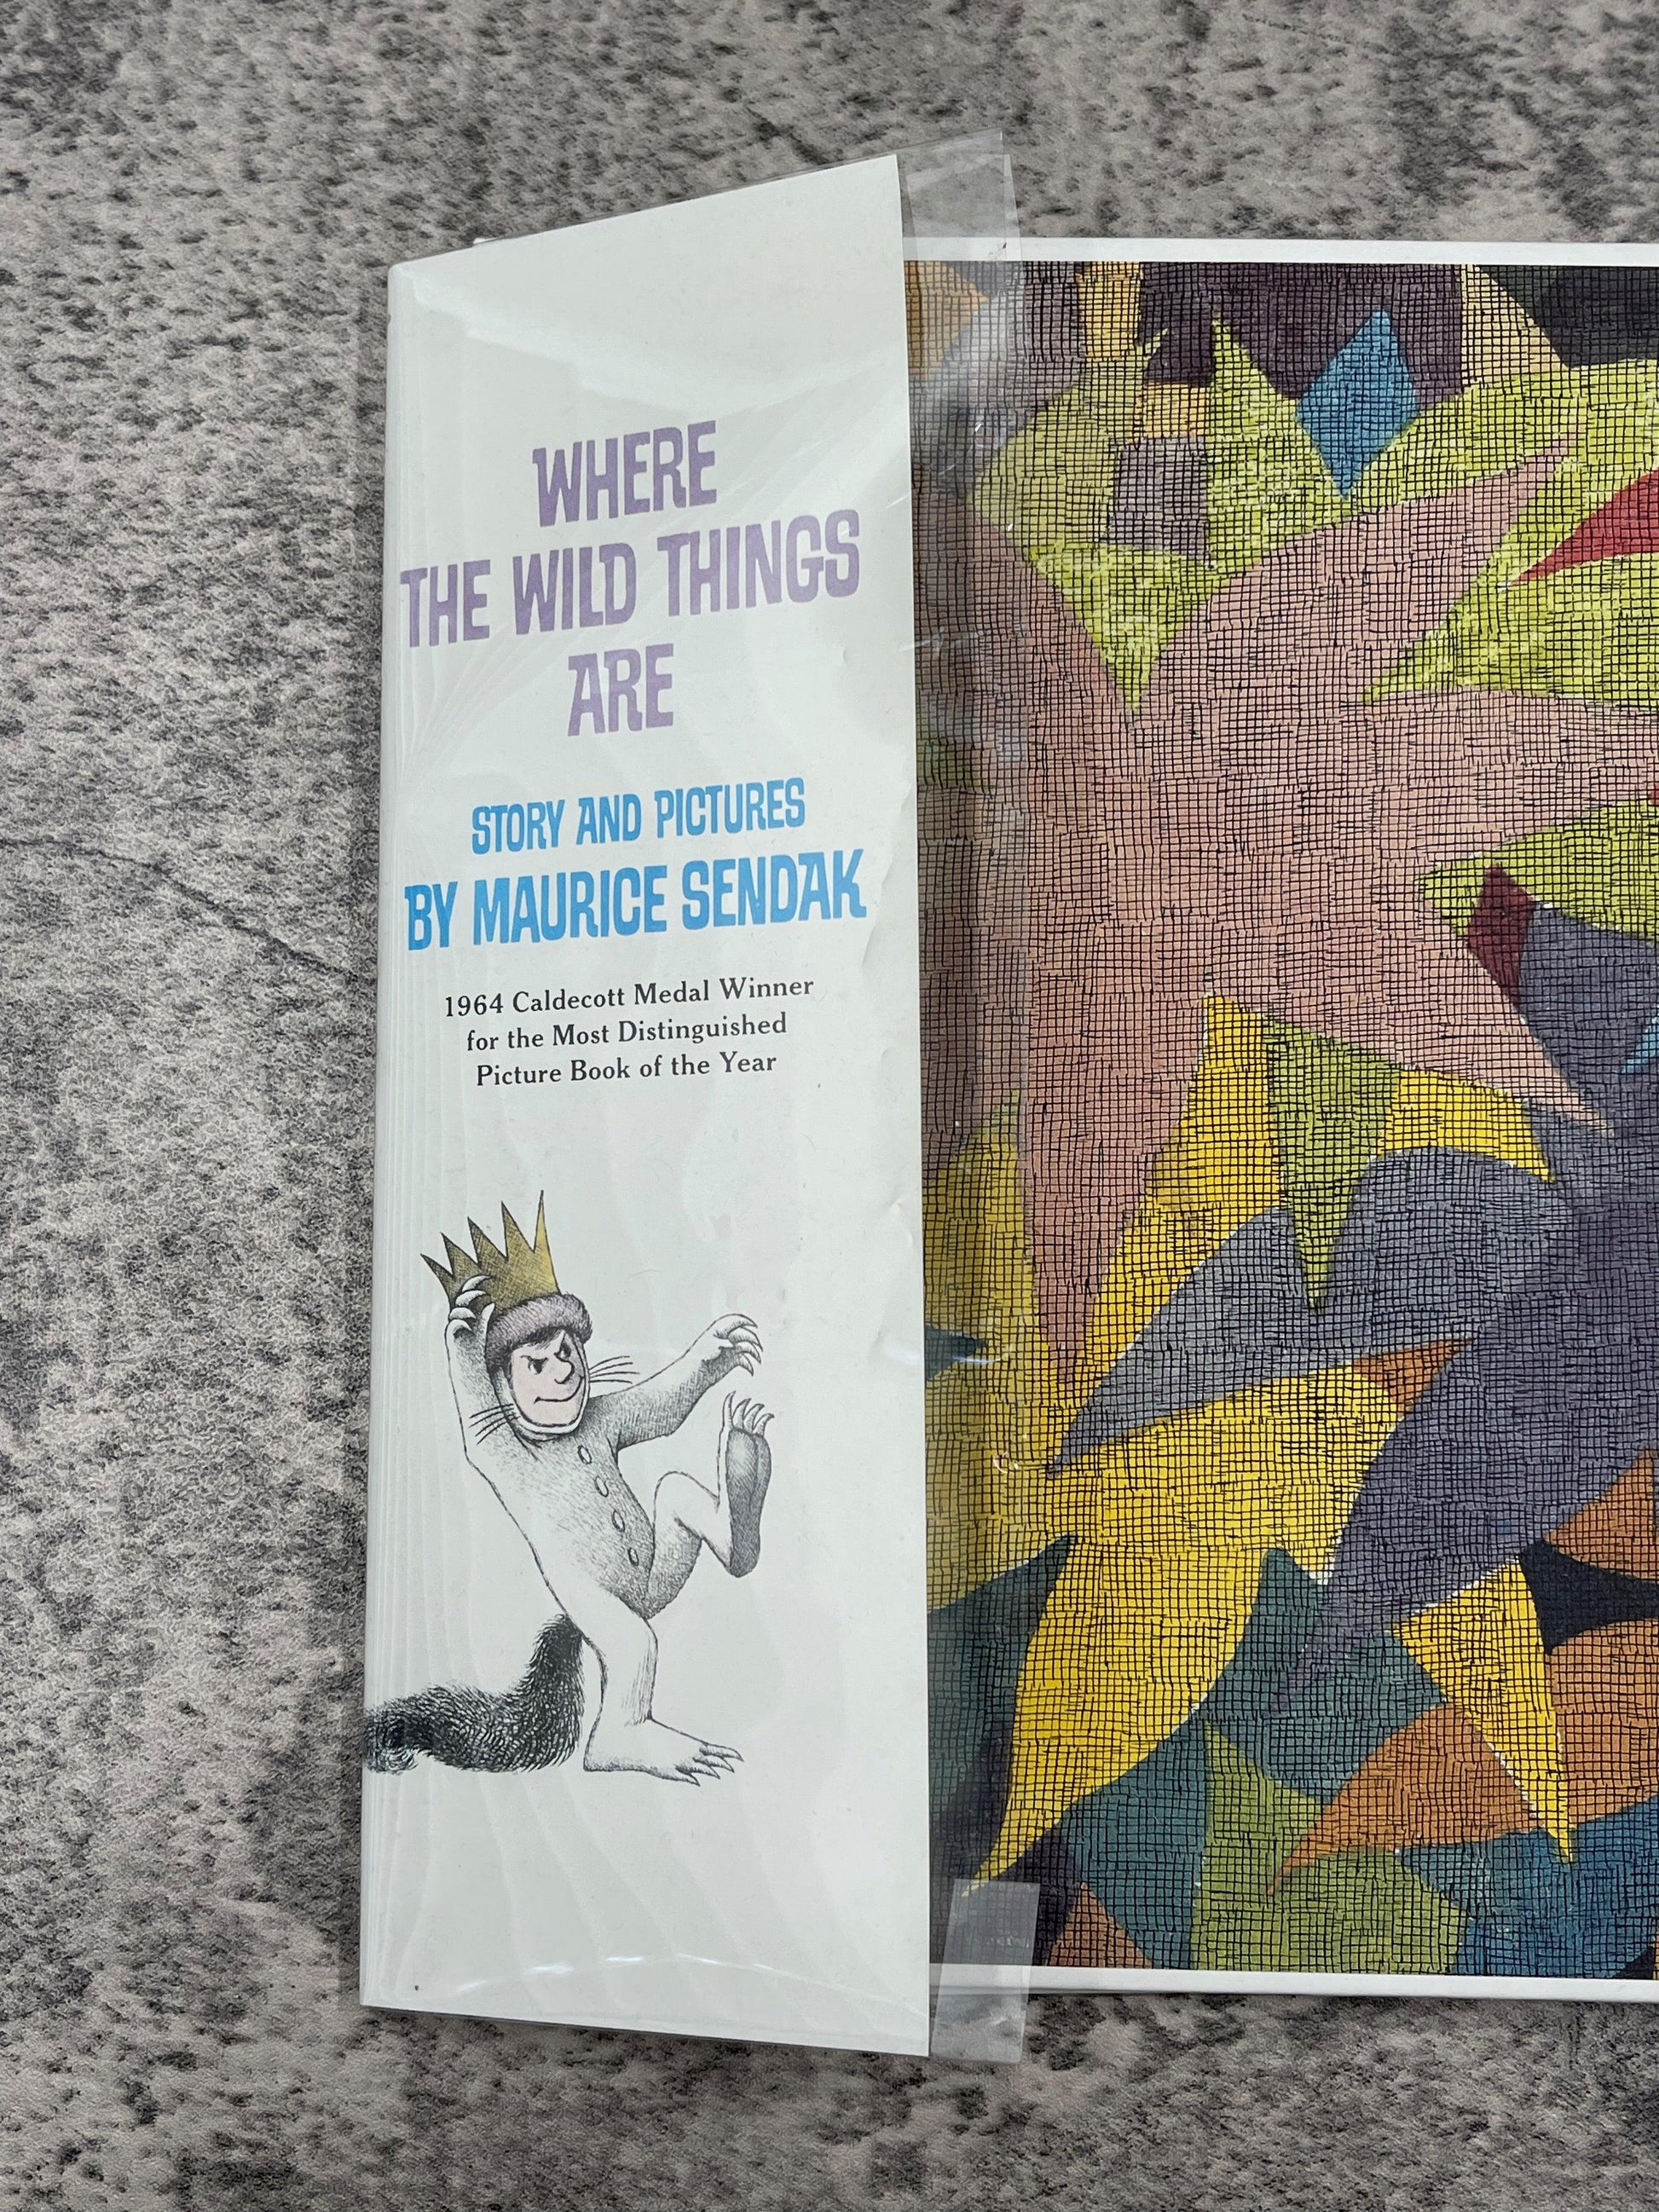 WHERE
THE WILD THINGS
ARE
STORY AND PICTURES
BY MAURICE SENDAK
1964 Caldecott Medal Winner
for the Most Distinguished
Picture Book of the Year